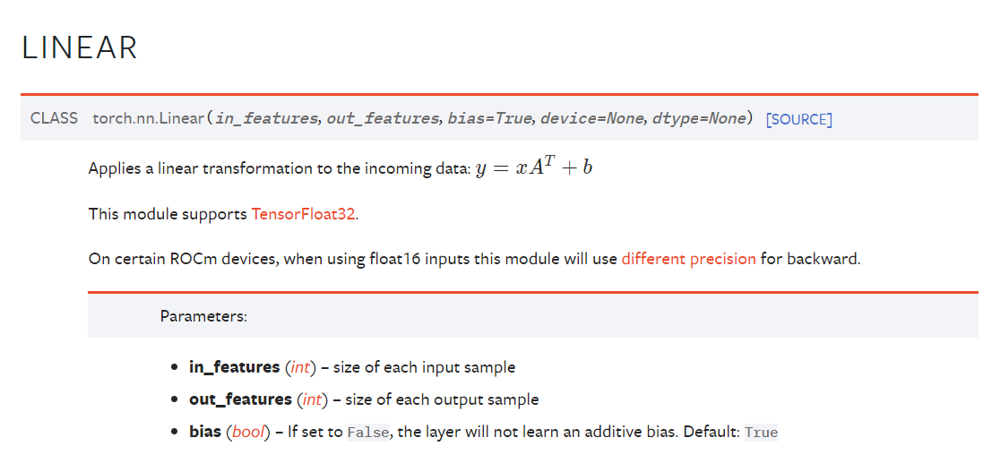 LINEAR
CLASS torch.nn.Linear(in_features, out_features, bias=True, device=None, dtype=None) [SOURCE]
Applies a linear transformation to the incoming data: y = xA^T + b
This module supports TensorFloat32.
On certain ROCm devices, when using float16 inputs this module will use different precision for backward.
Parameters:
• in_features (int) – size of each input sample
• out_features (int) – size of each output sample
• bias (bool) – If set to False, the layer will not learn an additive bias. Default: True